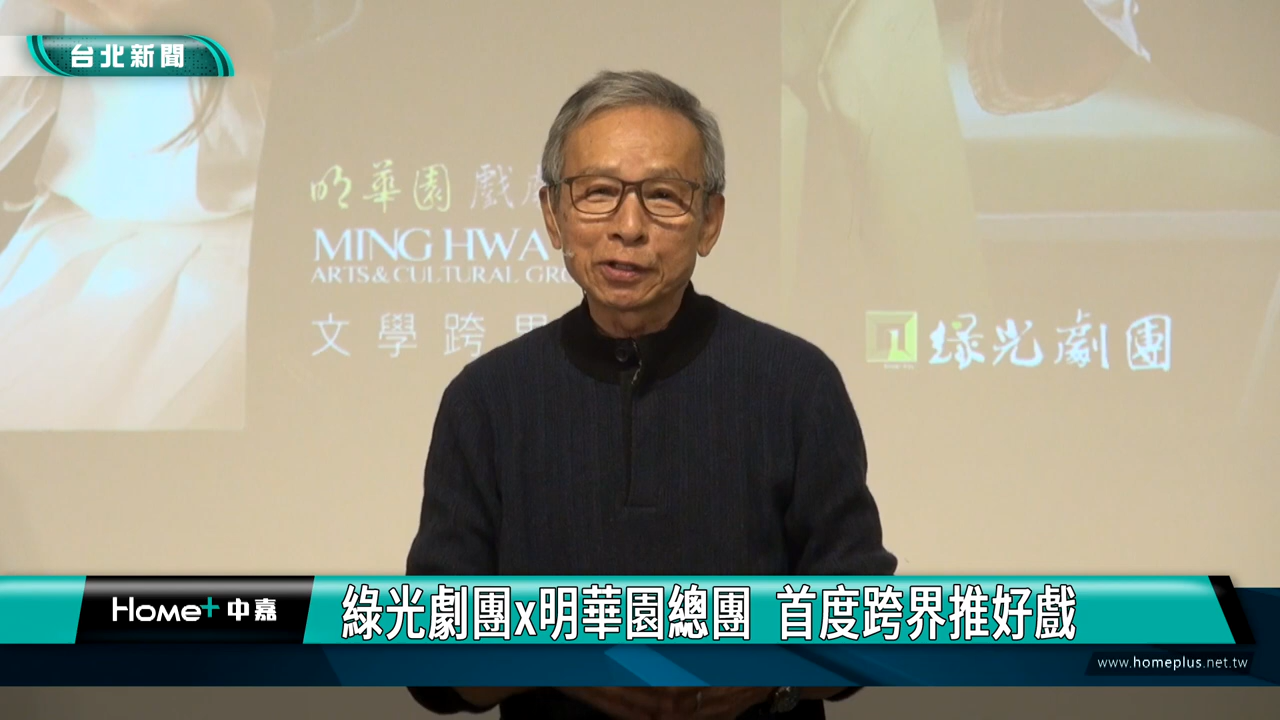 台北新聞
明華園 戲
MING HWA
ARTS & CULTURAL GRO
文學跨界
綠光劇團
Home+中嘉
綠光劇團x明華園總團 首度跨界推好戲
www.homeplus.net.tw